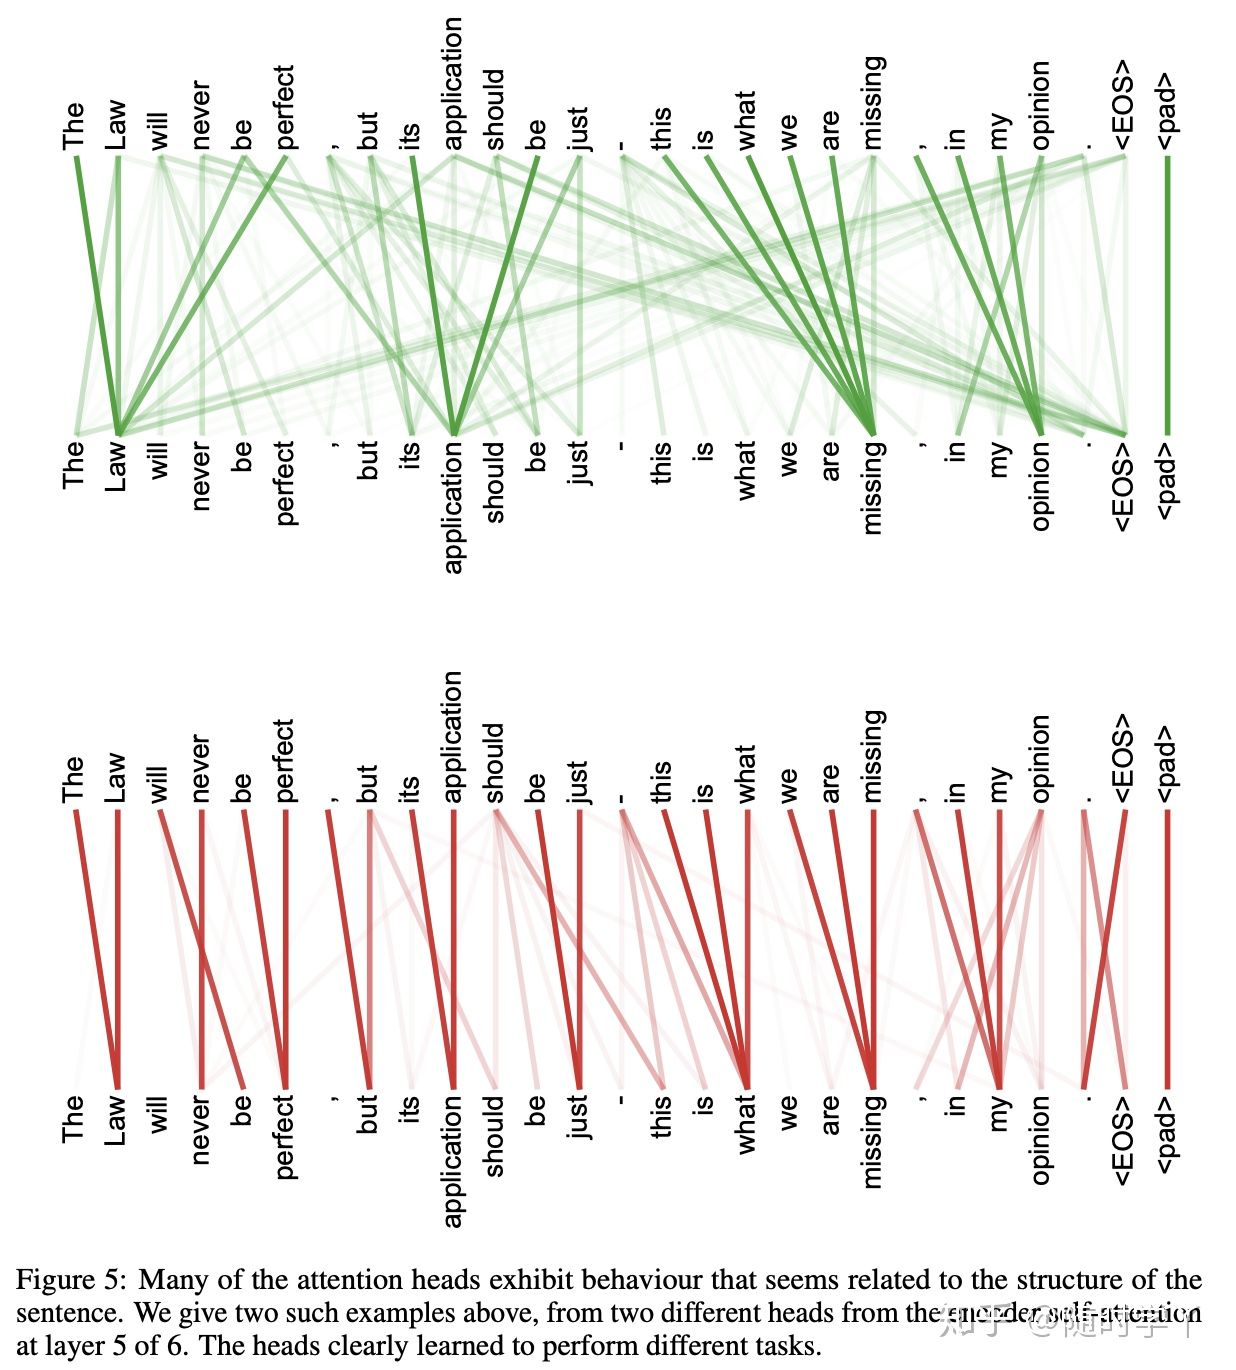 The Law will never be perfect , but its application should be just - this is what we are missing , in my opinion . <EOS> <pad>
The Law will never be perfect , but its application should be just - this is what we are missing , in my opinion . <EOS> <pad>
The Law will never be perfect , but its application should be just - this is what we are missing , in my opinion . <EOS> <pad>
The Law will never be perfect , but its application should be just - this is what we are missing , in my opinion . <EOS> <pad>
Figure 5: Many of the attention heads exhibit behaviour that seems related to the structure of the
sentence. We give two such examples above, from two different heads from the encoder self-attention
at layer 5 of 6. The heads clearly learned to perform different tasks.
知乎 @随时学丫